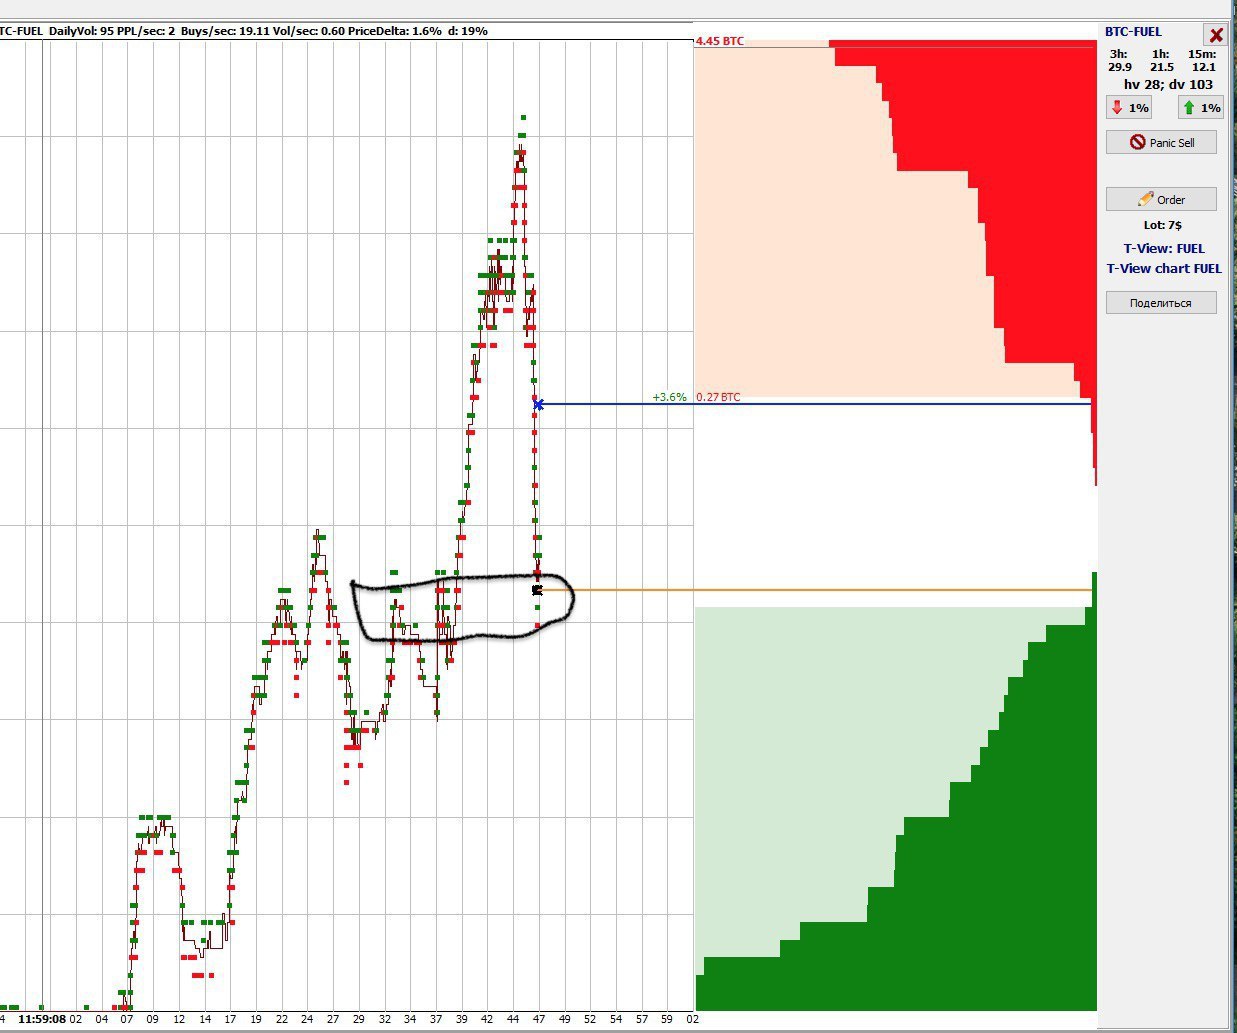 TC-FUEL DailyVol: 95 PPL/sec: 2 Buys/sec: 19.11 Vol/sec: 0.60 PriceDelta: 1.6% d: 19%
4.45 BTC
BTC-FUEL
3h: 1h: 15m:
29.9 21.5 12.1
hv 28; dv 103
1% 1%
Panic Sell
Order
Lot: 7$
T-View: FUEL
T-View chart FUEL
Поделиться
+3.6% 0.27 BTC
4 11:59:08 02 04 07 09 12 14 17 19 22 24 27 29 32 34 37 39 42 44 47 49 52 54 57 59 02